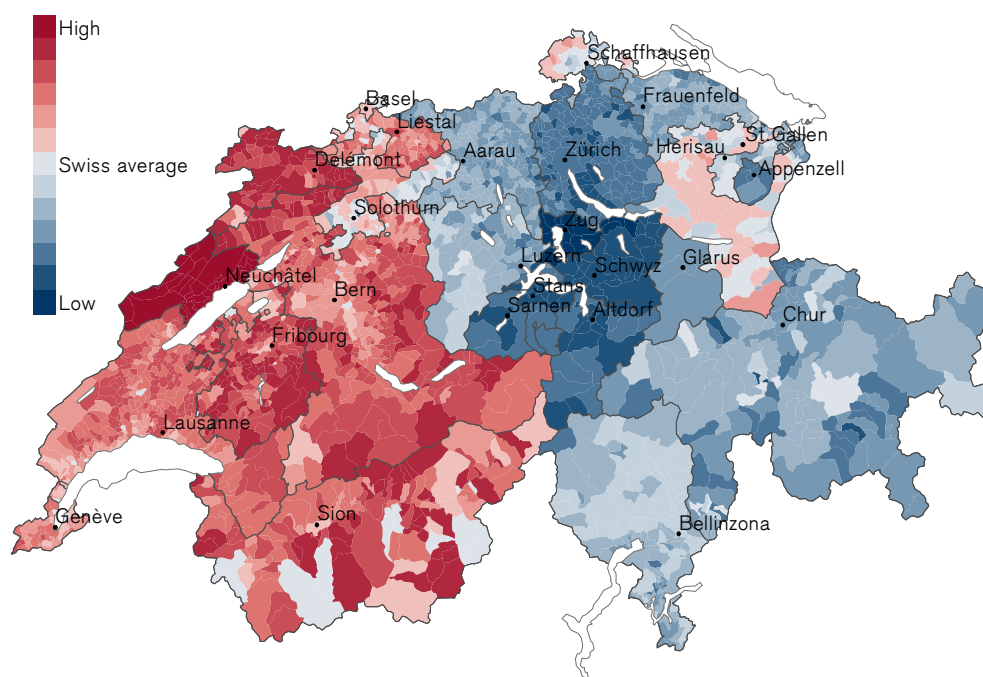 High
Swiss average
Low
Schaffhausen
Basel
Frauenfeld
Liestal
St.Gallen
Herisau
Aarau
Zürich
Delémont
Appenzell
Solothurn
Zug
Luzern
Glarus
Schwyz
Neuchâtel
Stans
Bern
Sarnen
Altdorf
Chur
Fribourg
Lausanne
Sion
Genève
Bellinzona